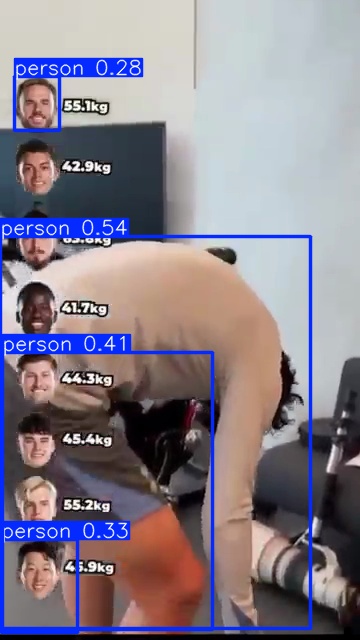 person 0.28
55.1kg
42.9kg
person 0.54
person 0.41
41.7kg
44.3kg
45.4kg
55.2kg
person 0.33